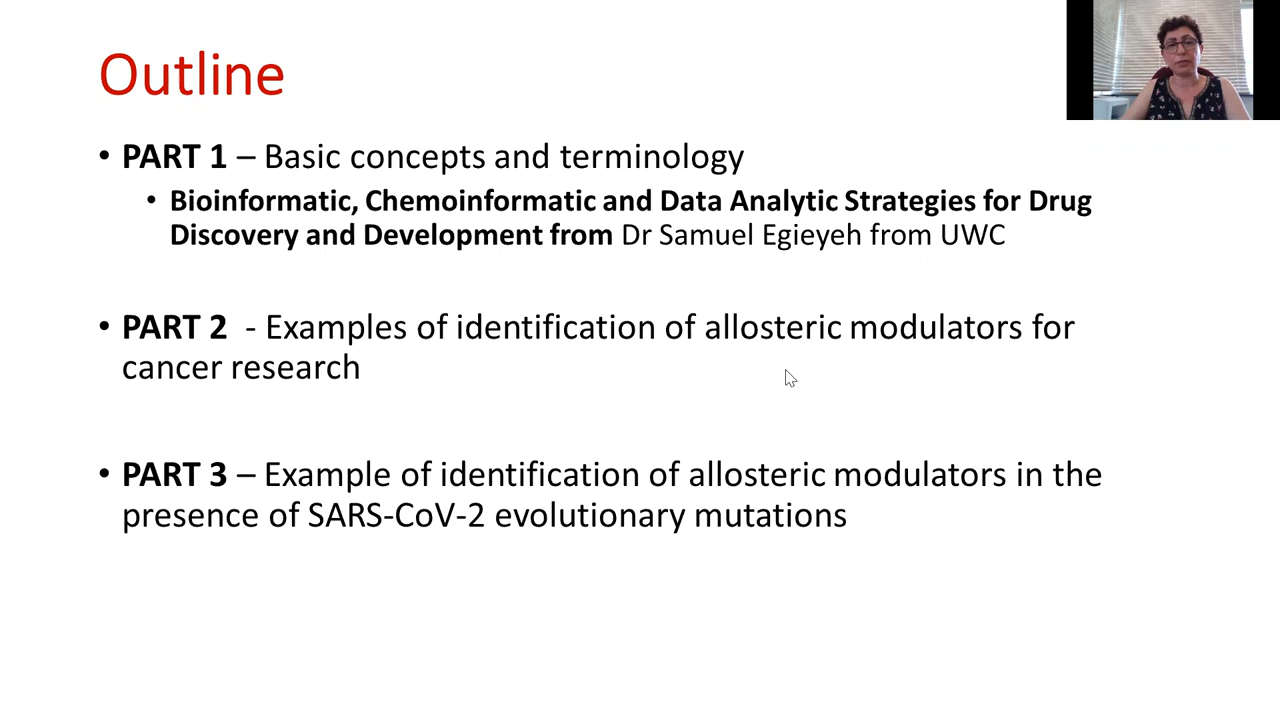 Outline
• PART 1 – Basic concepts and terminology
• Bioinformatic, Chemoinformatic and Data Analytic Strategies for Drug
Discovery and Development from Dr Samuel Egieyeh from UWC
• PART 2  - Examples of identification of allosteric modulators for
cancer research
• PART 3 – Example of identification of allosteric modulators in the
presence of SARS-CoV-2 evolutionary mutations